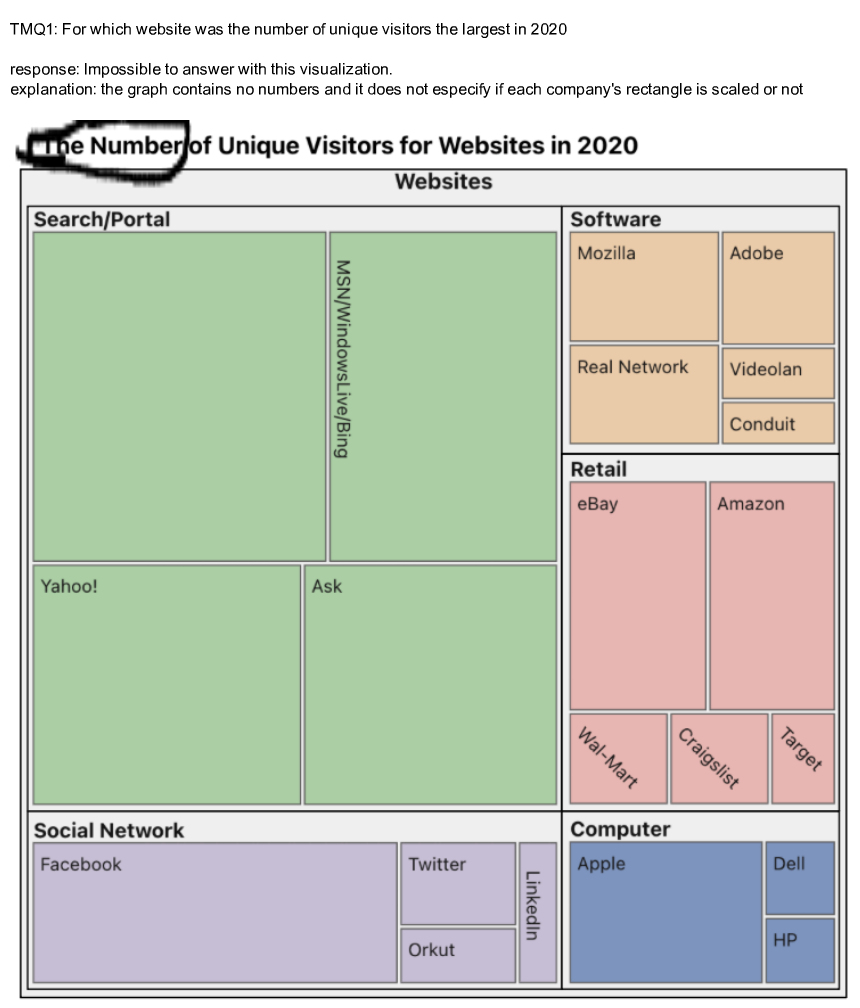 TMQ1: For which website was the number of unique visitors the largest in 2020
response: Impossible to answer with this visualization.
explanation: the graph contains no numbers and it does not especify if each company's rectangle is scaled or not
The Number of Unique Visitors for Websites in 2020
Websites
Search/Portal
MSN/WindowsLive/Bing
Yahoo!
Ask
Social Network
Facebook
Twitter
Orkut
LinkedIn
Software
Mozilla
Adobe
Real Network
Videolan
Conduit
Retail
eBay
Amazon
Wal-Mart
Craigslist
Target
Computer
Apple
Dell
HP